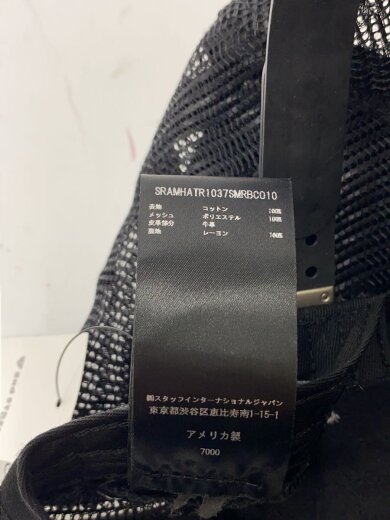 SRAMHATR1037SMRBC010
表地 コットン 100%
メッシュ ポリエステル 100%
皮革部分 牛革
裏地 レーヨン 100%
㈱スタッフインターナショナルジャパン
東京都渋谷区恵比寿南1-15-1
アメリカ製
7000